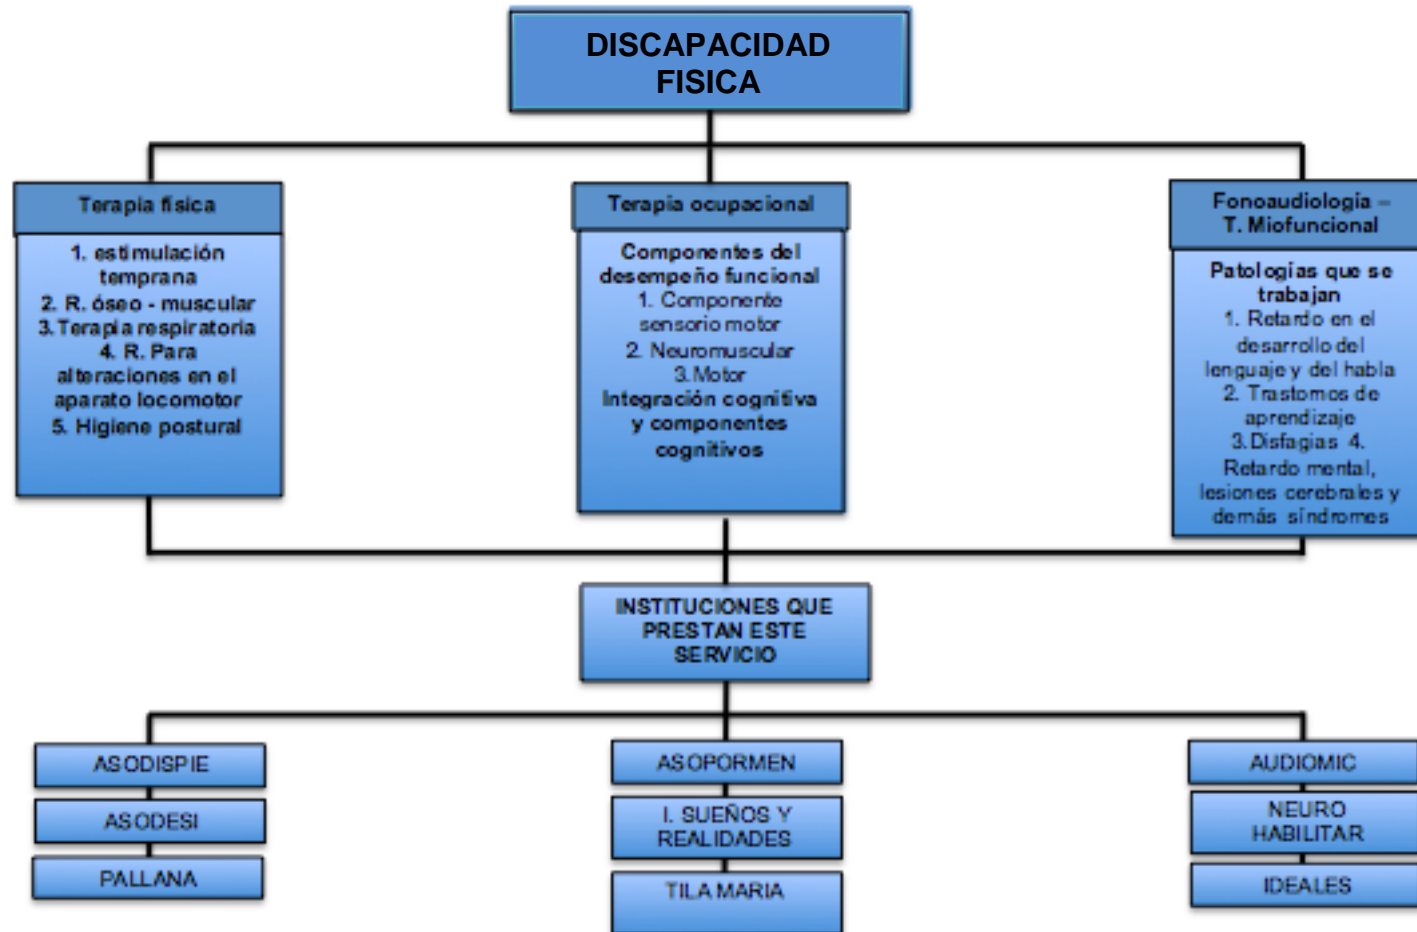 DISCAPACIDAD
FISICA
Terapia física
1. estimulación
temprana
2. R. óseo - muscular
3. Terapia respiratoria
4. R. Para
alteraciones en el
aparato locomotor
5. Higiene postural
Terapia ocupacional
Componentes del
desempeño funcional
1. Componente
sensorio motor
2. Neuromuscular
3. Motor
Integración cognitiva
y componentes
cognitivos
Fonoaudiología –
T. Miofuncional
Patologías que se
trabajan
1. Retardo en el
desarrollo del
lenguaje y del habla
2. Trastornos de
aprendizaje
3. Disfagias 4.
Retardo mental,
lesiones cerebrales y
demás síndromes
INSTITUCIONES QUE
PRESTAN ESTE
SERVICIO
ASODISPIE
ASODESI
PALLANA
ASOPORMEN
I. SUEÑOS Y
REALIDADES
TILA MARIA
AUDIOMIC
NEURO
HABILITAR
IDEALES